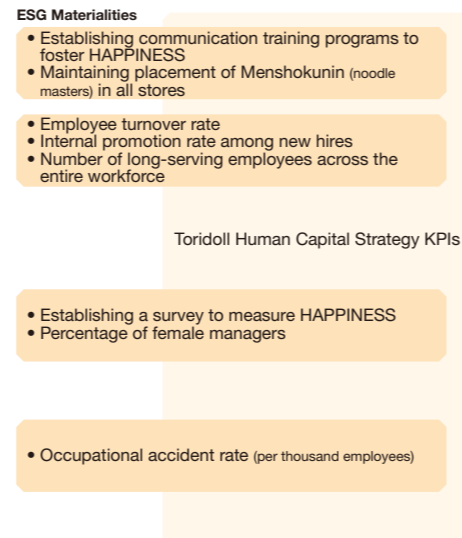 ESG Materialities
• Establishing communication training programs to
foster HAPPINESS
• Maintaining placement of Menshokunin (noodle
masters) in all stores
• Employee turnover rate
• Internal promotion rate among new hires
• Number of long-serving employees across the
entire workforce
Toridoll Human Capital Strategy KPIs
• Establishing a survey to measure HAPPINESS
• Percentage of female managers
• Occupational accident rate (per thousand employees)